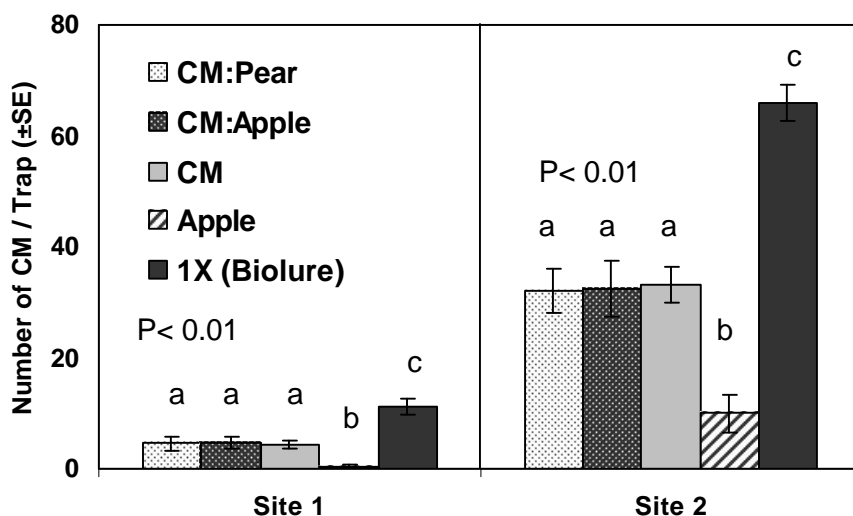 Number of CM / Trap (±SE)
80
60
40
20
0
CM:Pear
CM:Apple
CM
Apple
1X (Biolure)
P< 0.01
a a a b c
P< 0.01
a a a b c
Site 1 Site 2